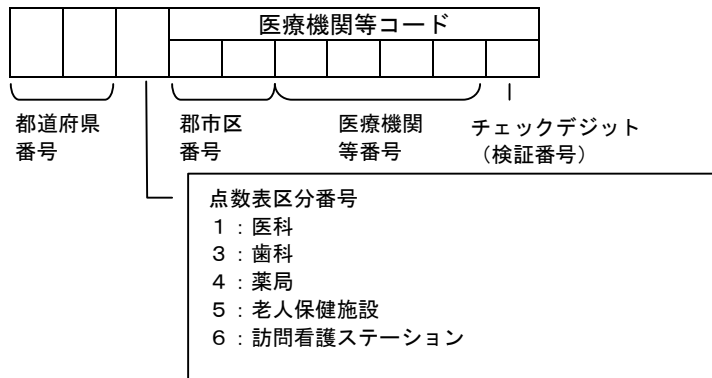 医療機関等コード
都道府県
番号
郡市区
番号
医療機関
等番号
チェックデジット
（検証番号）
点数表区分番号
１：医科
３：歯科
４：薬局
５：老人保健施設
６：訪問看護ステーション